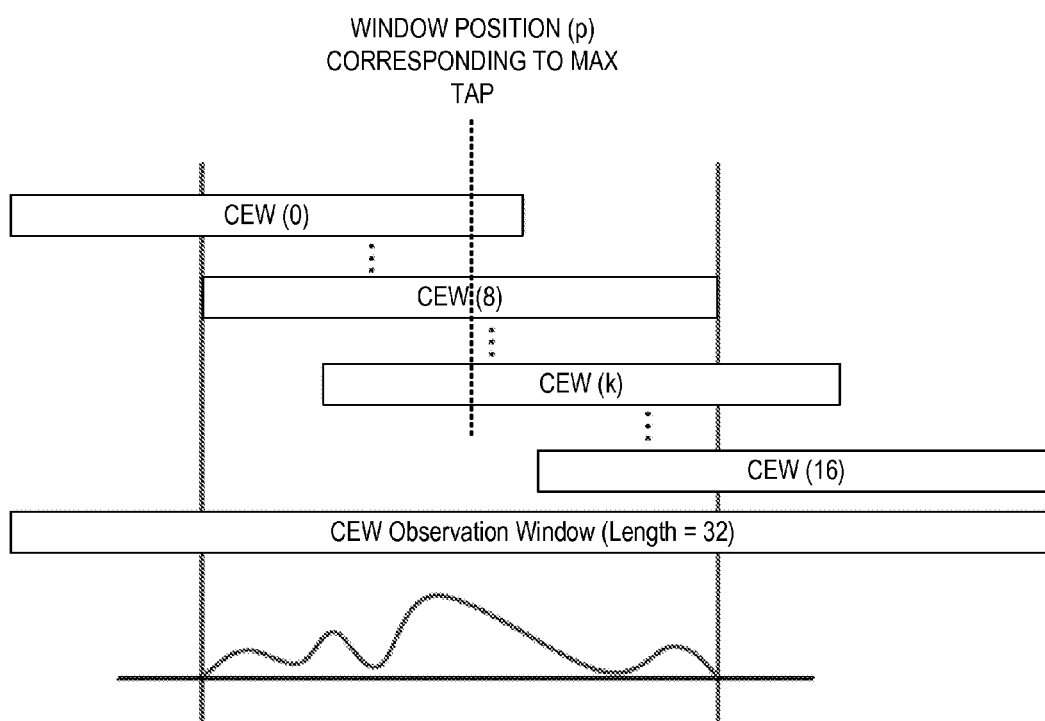 WINDOW POSITION (p)
CORRESPONDING TO MAX
TAP
CEW (0)
CEW (8)
CEW (k)
CEW (16)
CEW Observation Window (Length = 32)